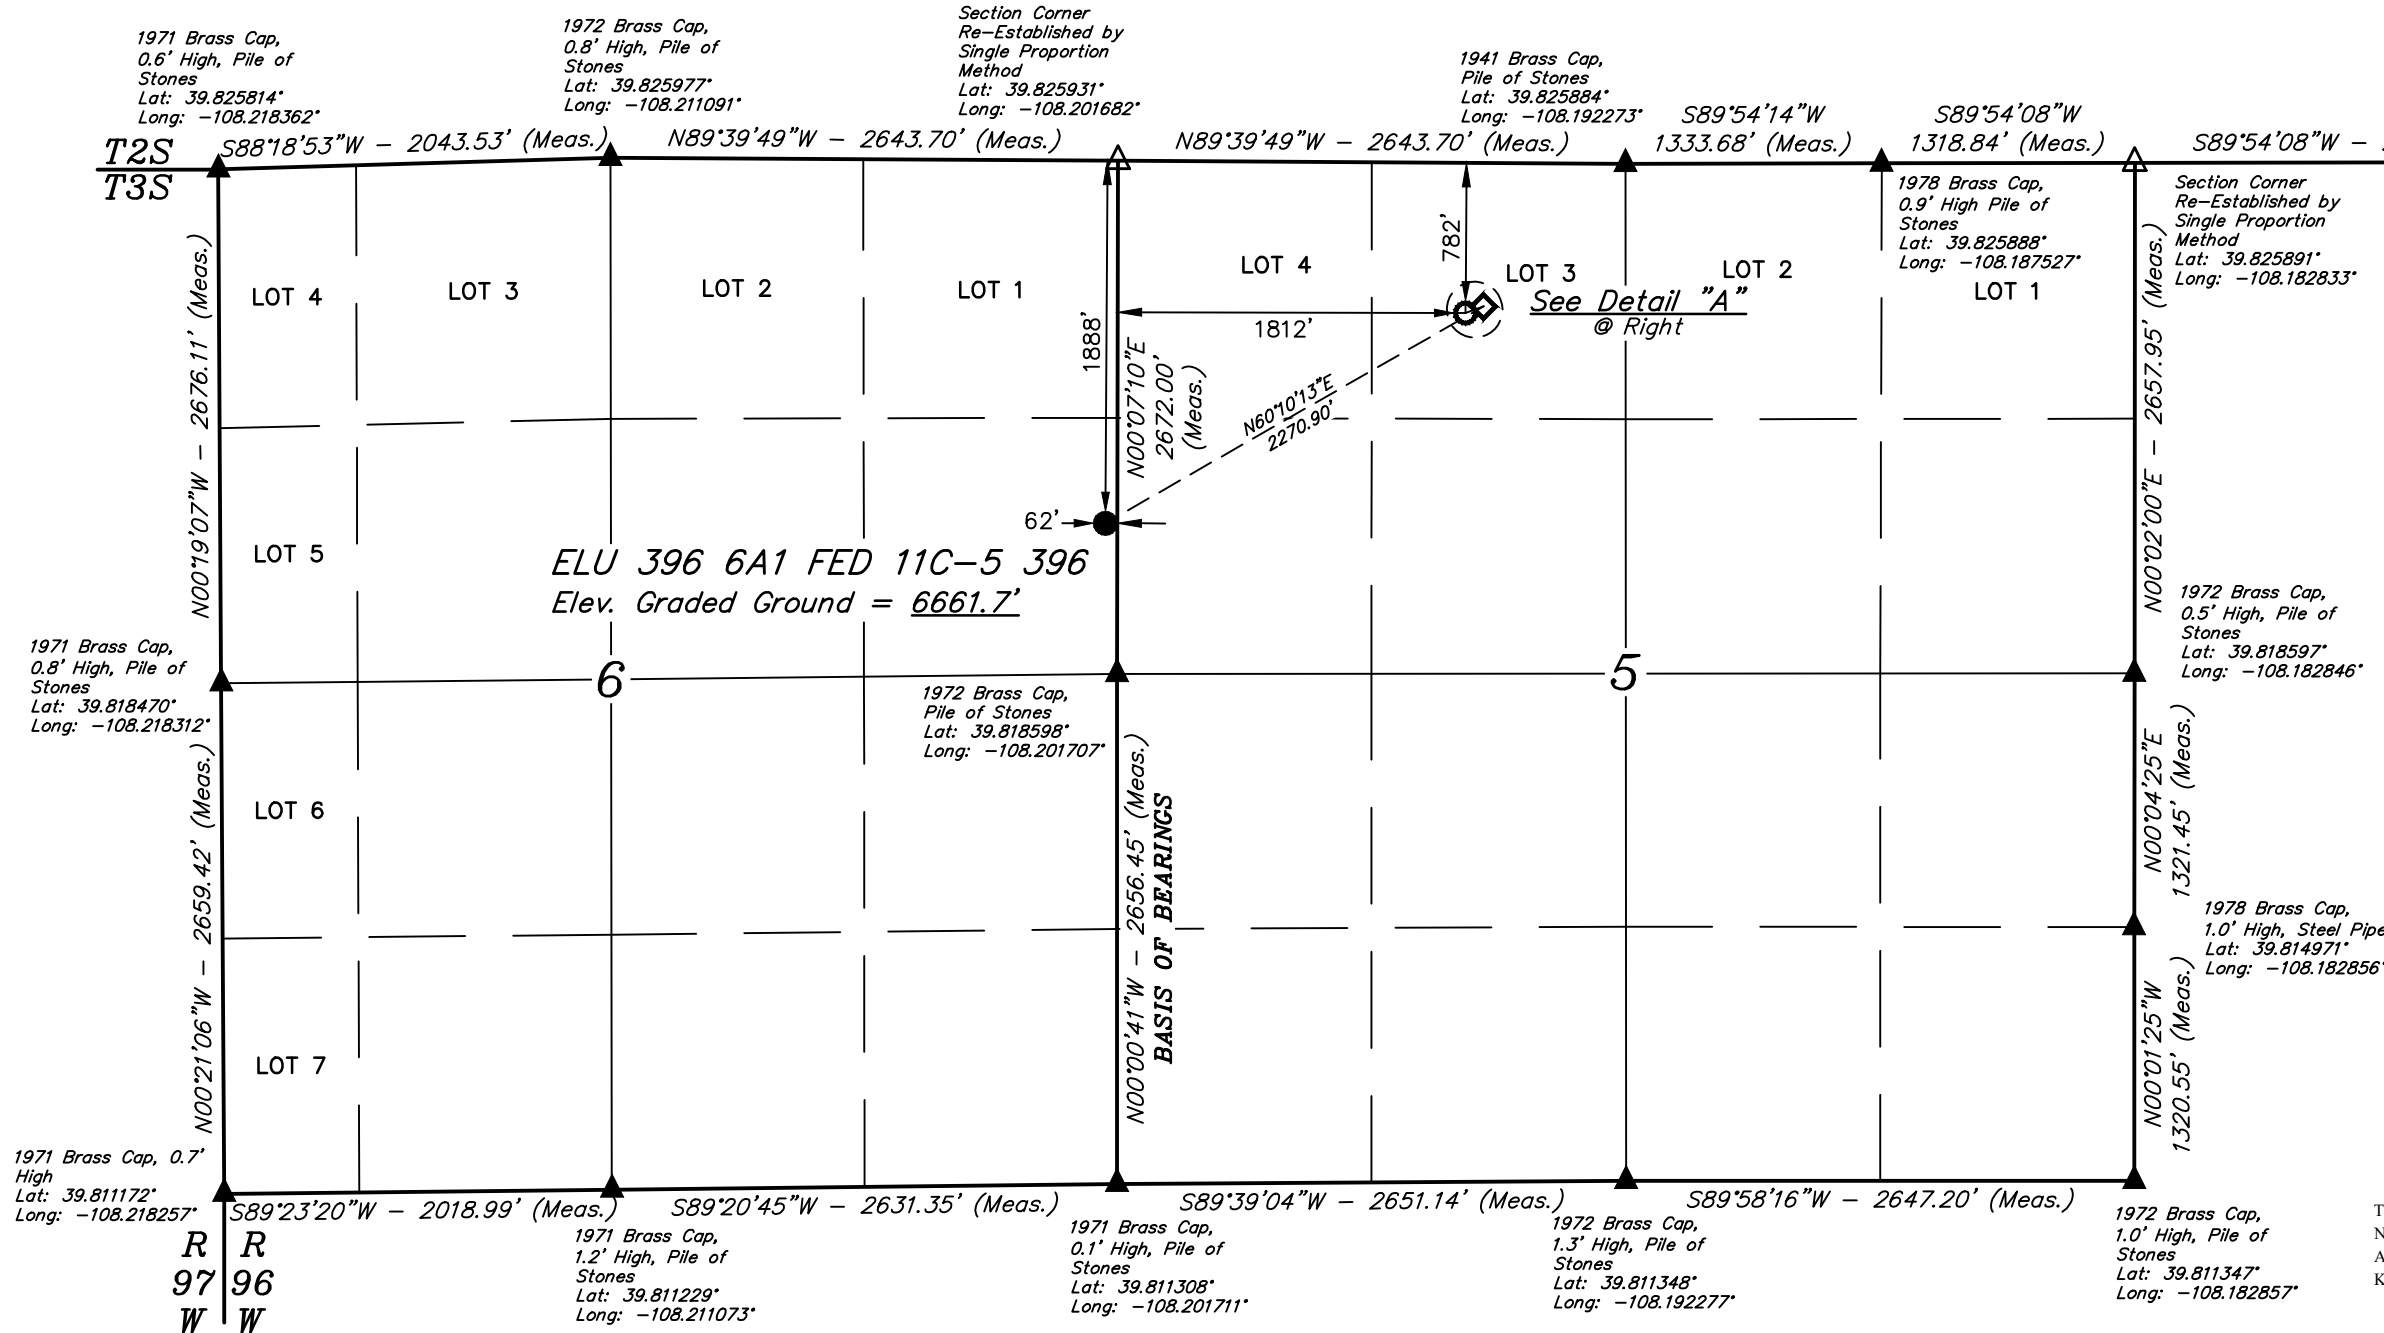 1971 Brass Cap,
0.6' High, Pile of
Stones
Lat: 39.825814°
Long: -108.218362°
1972 Brass Cap,
0.8' High, Pile of
Stones
Lat: 39.825977°
Long: -108.211091°
Section Corner
Re-Established by
Single Proportion
Method
Lat: 39.825931°
Long: -108.201682°
1941 Brass Cap,
Pile of Stones
Lat: 39.825884°
Long: -108.192273°
S89°54'14"W
1333.68' (Meas.)
S89°54'08"W
1318.84' (Meas.)
S89°54'08"W -
T2S
T3S
S88°18'53"W - 2043.53' (Meas.)
N89°39'49"W - 2643.70' (Meas.)
N89°39'49"W - 2643.70' (Meas.)
1978 Brass Cap,
0.9' High Pile of
Stones
Lat: 39.825888°
Long: -108.187527°
Section Corner
Re-Established by
Single Proportion
Method
Lat: 39.825891°
Long: -108.182833°
LOT 4
LOT 3
LOT 2
LOT 1
LOT 4
LOT 3
LOT 2
LOT 1
782'
See Detail "A"
@ Right
1812'
1888'
N00°07'10"E
2672.00'
(Meas.)
N60°10'13"E
2270.90'
N00°19'07"W - 2676.11' (Meas.)
N00°02'00"E - 2657.95' (Meas.)
62'
LOT 5
ELU 396 6A1 FED 11C-5 396
Elev. Graded Ground = 6661.7'
1971 Brass Cap,
0.8' High, Pile of
Stones
Lat: 39.818470°
Long: -108.218312°
6
5
1972 Brass Cap,
Pile of Stones
Lat: 39.818598°
Long: -108.201707°
1972 Brass Cap,
0.5' High, Pile of
Stones
Lat: 39.818597°
Long: -108.182846°
LOT 6
LOT 7
N00°21'06"W - 2659.42' (Meas.)
N00°00'41"W - 2656.45' (Meas.)
BASIS OF BEARINGS
N00°04'25"E
1321.45' (Meas.)
1978 Brass Cap,
1.0' High, Steel Pipe
Lat: 39.814971°
Long: -108.182856°
N00°01'25"W
1320.55' (Meas.)
1971 Brass Cap, 0.7'
High
Lat: 39.811172°
Long: -108.218257°
S89°23'20"W - 2018.99' (Meas.)
S89°20'45"W - 2631.35' (Meas.)
S89°39'04"W - 2651.14' (Meas.)
S89°58'16"W - 2647.20' (Meas.)
R R
97 96
W W
1971 Brass Cap,
1.2' High, Pile of
Stones
Lat: 39.811229°
Long: -108.211073°
1971 Brass Cap,
0.1' High, Pile of
Stones
Lat: 39.811308°
Long: -108.201711°
1972 Brass Cap,
1.3' High, Pile of
Stones
Lat: 39.811348°
Long: -108.192277°
1972 Brass Cap,
1.0' High, Pile of
Stones
Lat: 39.811347°
Long: -108.182857°
T
N
A
K